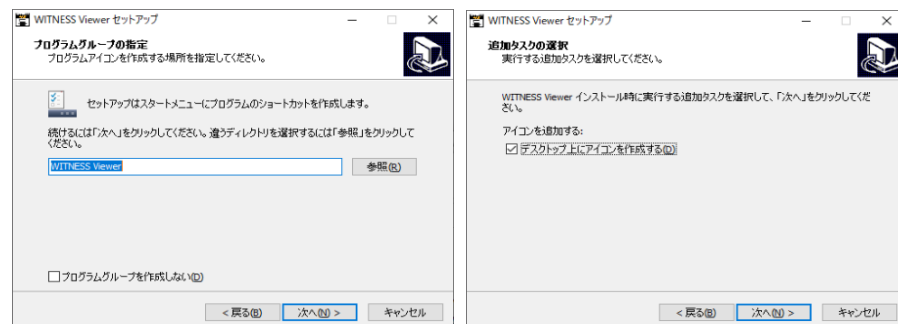 WITNESS Viewer セットアップ
プログラムグループの指定
プログラムアイコンを作成する場所を指定してください。
セットアップはスタートメニューにプログラムのショートカットを作成します。
続けるには「次へ」をクリックしてください。違うディレクトリを選択するには「参照」をクリックして
ください。
WITNESS Viewer
参照(R)
プログラムグループを作成しない(D)
< 戻る(B)
次へ(N) >
キャンセル
WITNESS Viewer セットアップ
追加タスクの選択
実行する追加タスクを選択してください。
WITNESS Viewer インストール時に実行する追加タスクを選択して、「次へ」をクリックしてくだ
さい。
アイコンを追加する:
デスクトップ上にアイコンを作成する(D)
< 戻る(B)
次へ(N) >
キャンセル